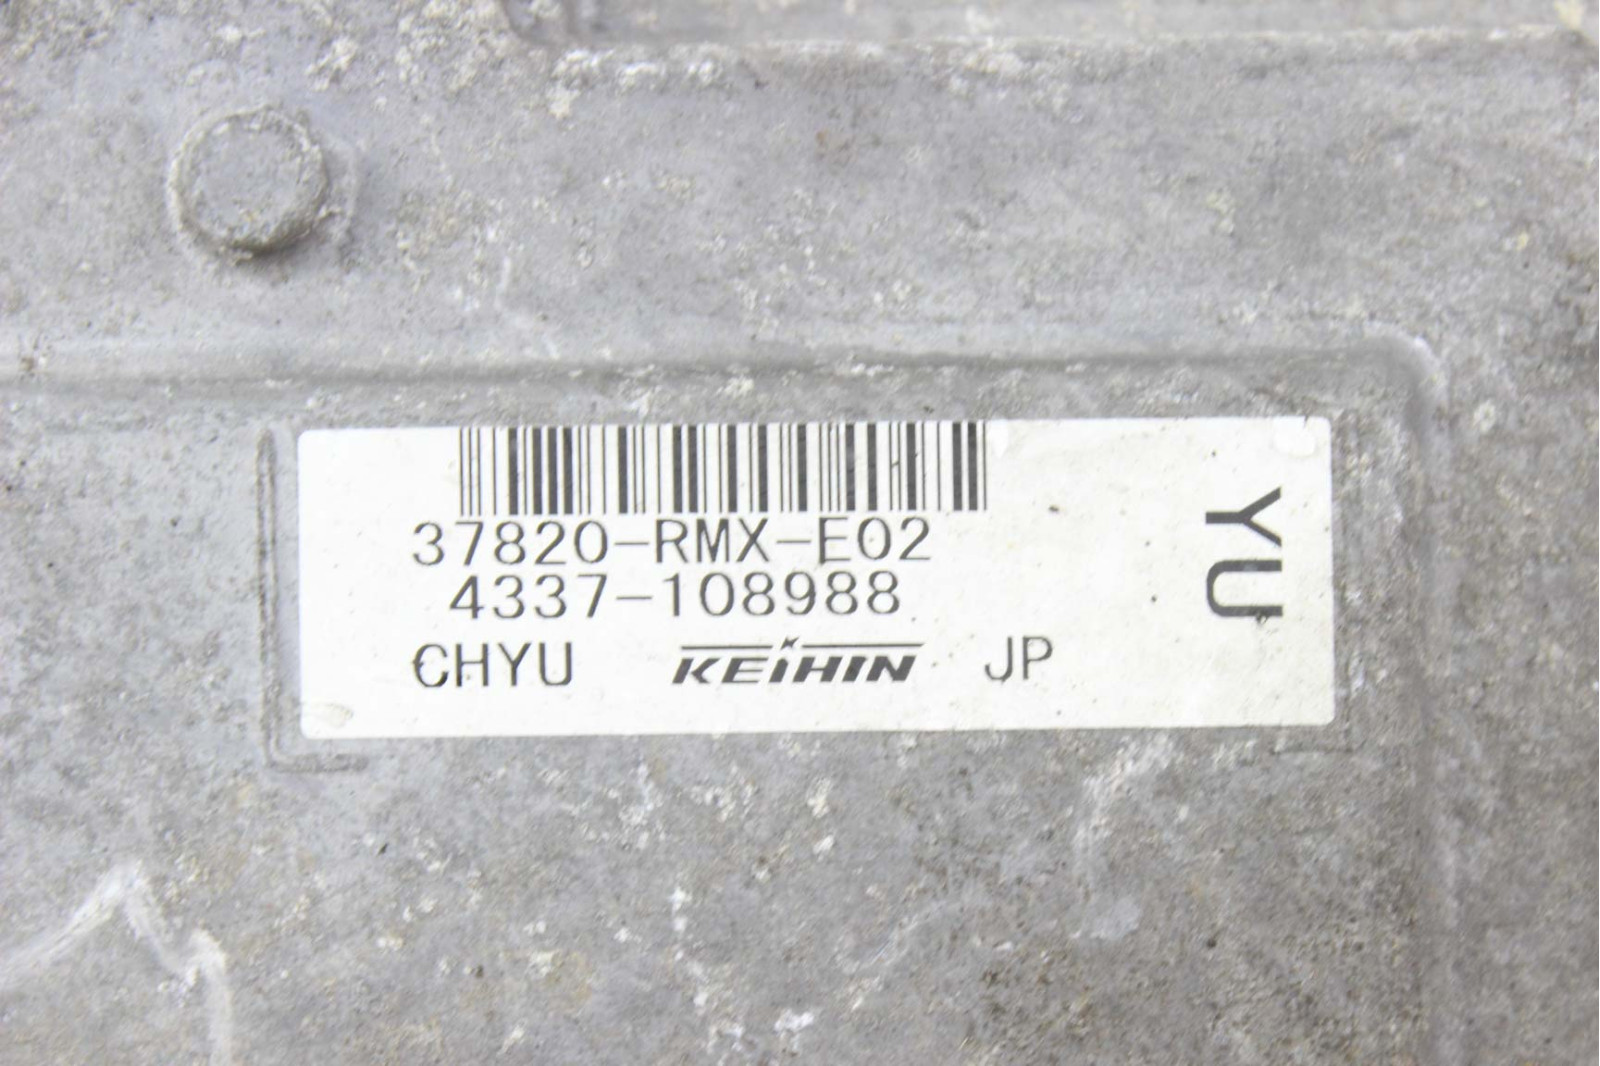 37820-RMX-E02
4337-108988
CHYU KEIHIN JP
YU